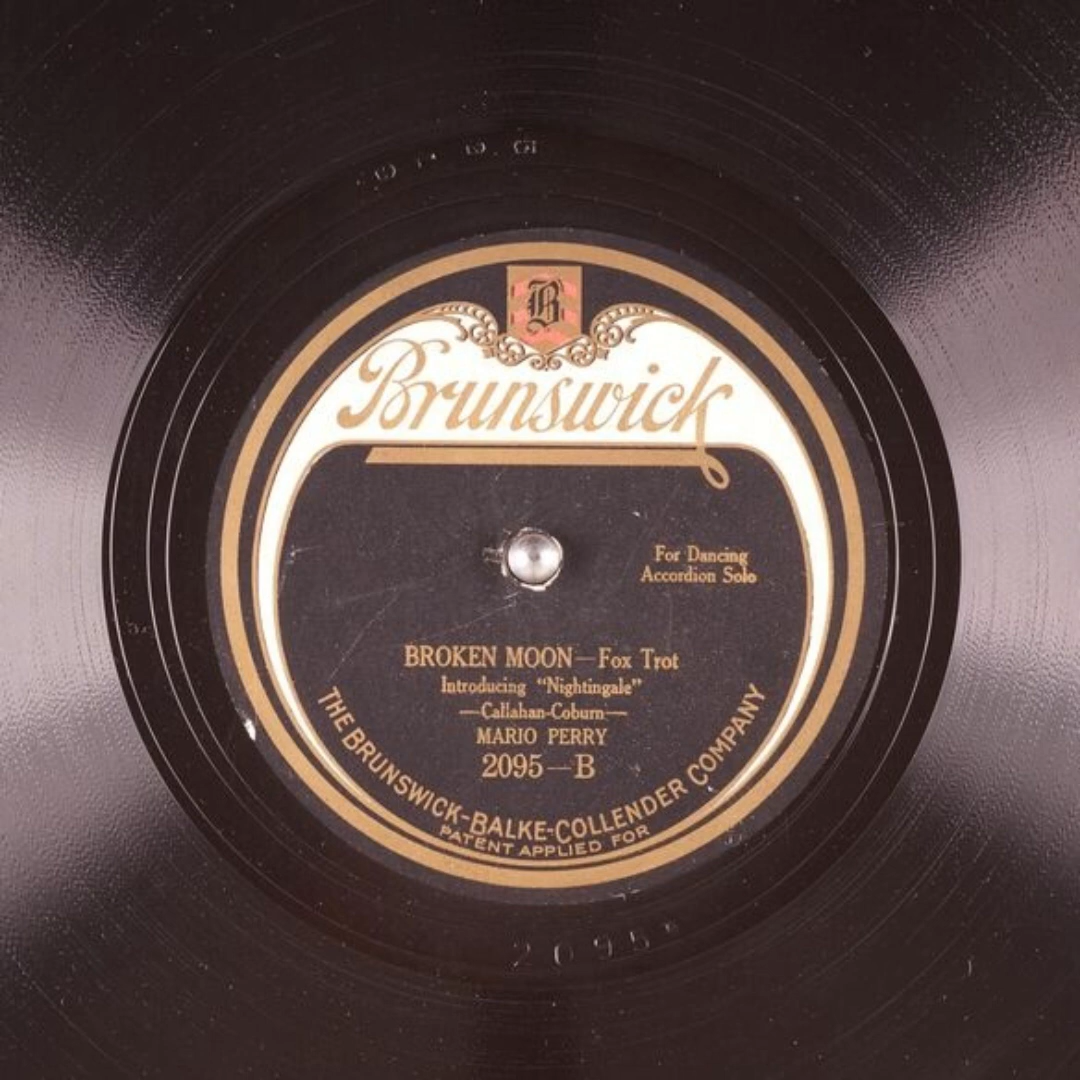 B
Brunswick
For Dancing
Accordion Solo
BROKEN MOON—Fox Trot
Introducing "Nightingale"
—Callahan-Coburn—
MARIO PERRY
2095—B
THE BRUNSWICK-BALKE-COLLENDER COMPANY
PATENT APPLIED FOR
2095